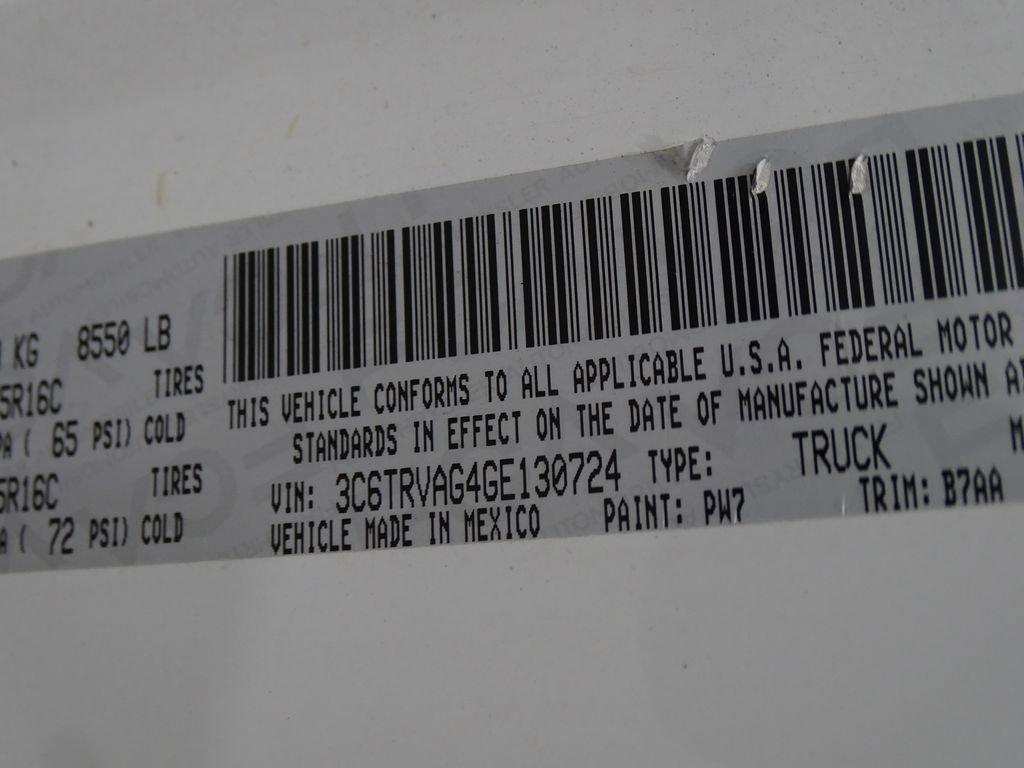 KG 8550 LB
5R16C TIRES
PA ( 65 PSI) COLD
5R16C TIRES
A ( 72 PSI) COLD
THIS VEHICLE CONFORMS TO ALL APPLICABLE U.S.A. FEDERAL MOTOR
STANDARDS IN EFFECT ON THE DATE OF MANUFACTURE SHOWN
VIN: 3C6TRVAG4GE130724 TYPE: TRUCK M
VEHICLE MADE IN MEXICO PAINT: PW7 TRIM: B7AA